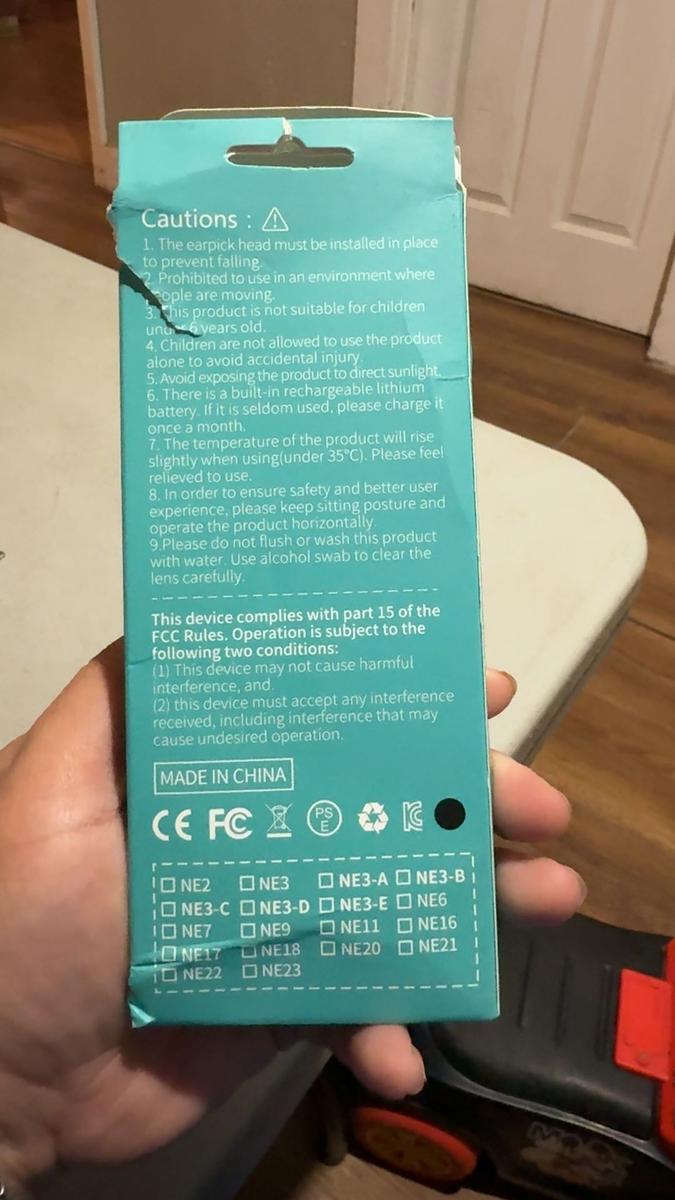 Cautions : ⚠
1. The earpick head must be installed in place
to prevent falling.
2. Prohibited to use in an environment where
people are moving.
3. This product is not suitable for children
under 6 years old.
4. Children are not allowed to use the product
alone to avoid accidental injury.
5. Avoid exposing the product to direct sunlight.
6. There is a built-in rechargeable lithium
battery. If it is seldom used, please charge it
once a month.
7. The temperature of the product will rise
slightly when using(under 35°C). Please feel
relieved to use.
8. In order to ensure safety and better user
experience, please keep sitting posture and
operate the product horizontally.
9.Please do not flush or wash this product
with water. Use alcohol swab to clear the
lens carefully.
This device complies with part 15 of the
FCC Rules. Operation is subject to the
following two conditions:
(1) This device may not cause harmful
interference, and.
(2) this device must accept any interference
received, including interference that may
cause undesired operation.
MADE IN CHINA
CE FC PS E KC
☐ NE2 ☐ NE3 ☐ NE3-A ☐ NE3-B
☐ NE3-C ☐ NE3-D ☐ NE3-E ☐ NE6
☐ NE7 ☐ NE9 ☐ NE11 ☐ NE16
☐ NE17 ☐ NE18 ☐ NE20 ☐ NE21
☐ NE22 ☐ NE23